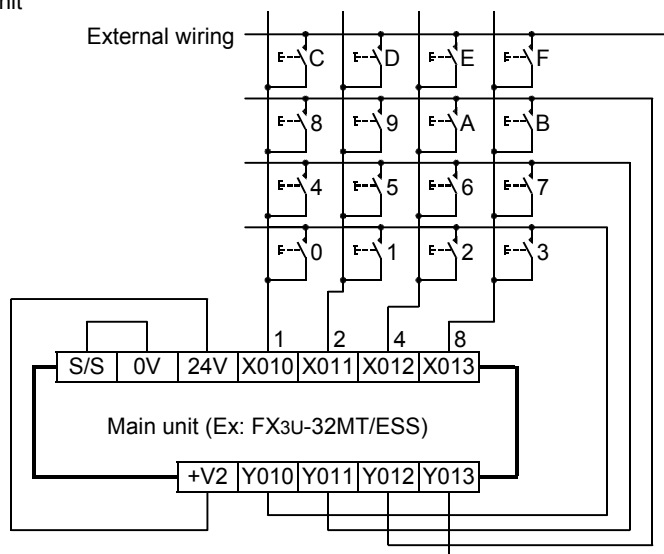 nit
External wiring
C D E F
8 9 A B
4 5 6 7
0 1 2 3
1 2 4 8
S/S 0V 24V X010 X011 X012 X013
Main unit (Ex: FX3U-32MT/ESS)
+V2 Y010 Y011 Y012 Y013